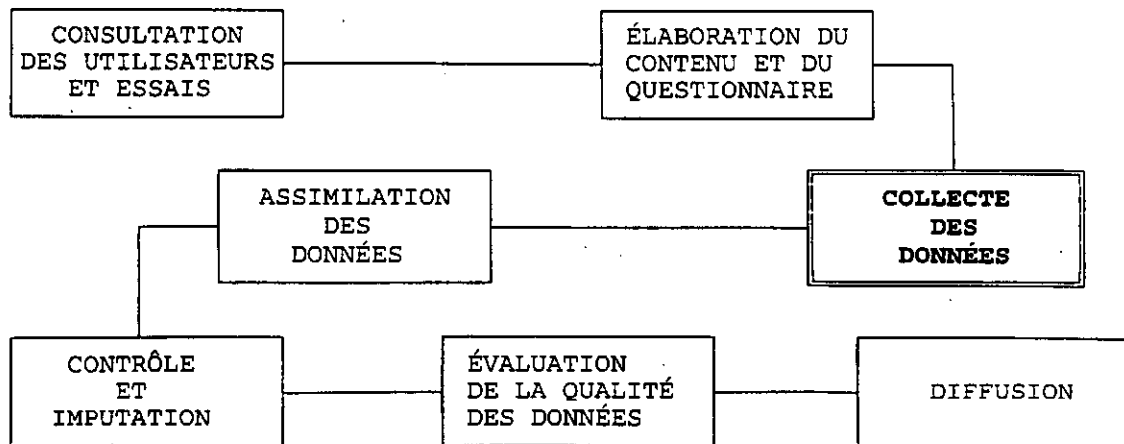 CONSULTATION
DES UTILISATEURS
ET ESSAIS
ÉLABORATION DU
CONTENU ET DU
QUESTIONNAIRE
ASSIMILATION
DES
DONNÉES
COLLECTE
DES
DONNÉES
CONTRÔLE
ET
IMPUTATION
ÉVALUATION
DE LA QUALITÉ
DES DONNÉES
DIFFUSION